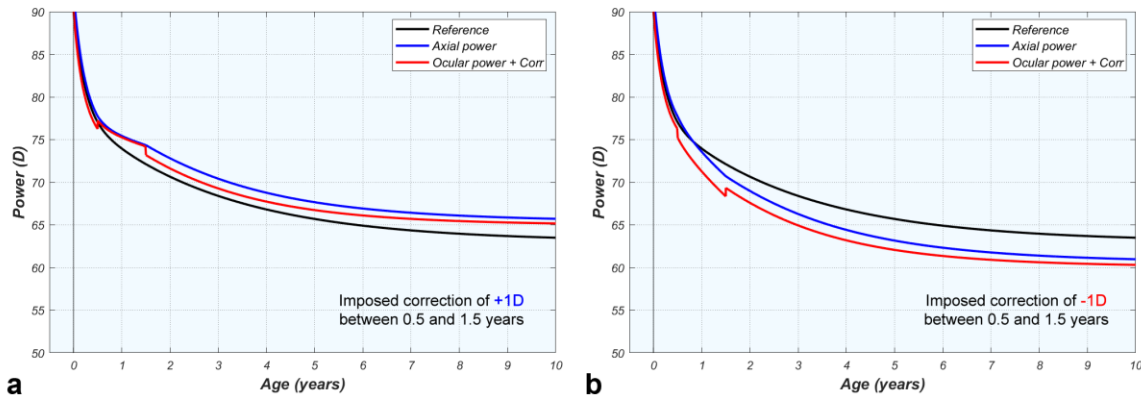 90
85
80
75
70
65
60
55
50
Power (D)
0 1 2 3 4 5 6 7 8 9 10
Age (years)
Reference
Axial power
Ocular power + Corr
Imposed correction of +1D
between 0.5 and 1.5 years
a
90
85
80
75
70
65
60
55
50
Power (D)
0 1 2 3 4 5 6 7 8 9 10
Age (years)
Reference
Axial power
Ocular power + Corr
Imposed correction of -1D
between 0.5 and 1.5 years
b